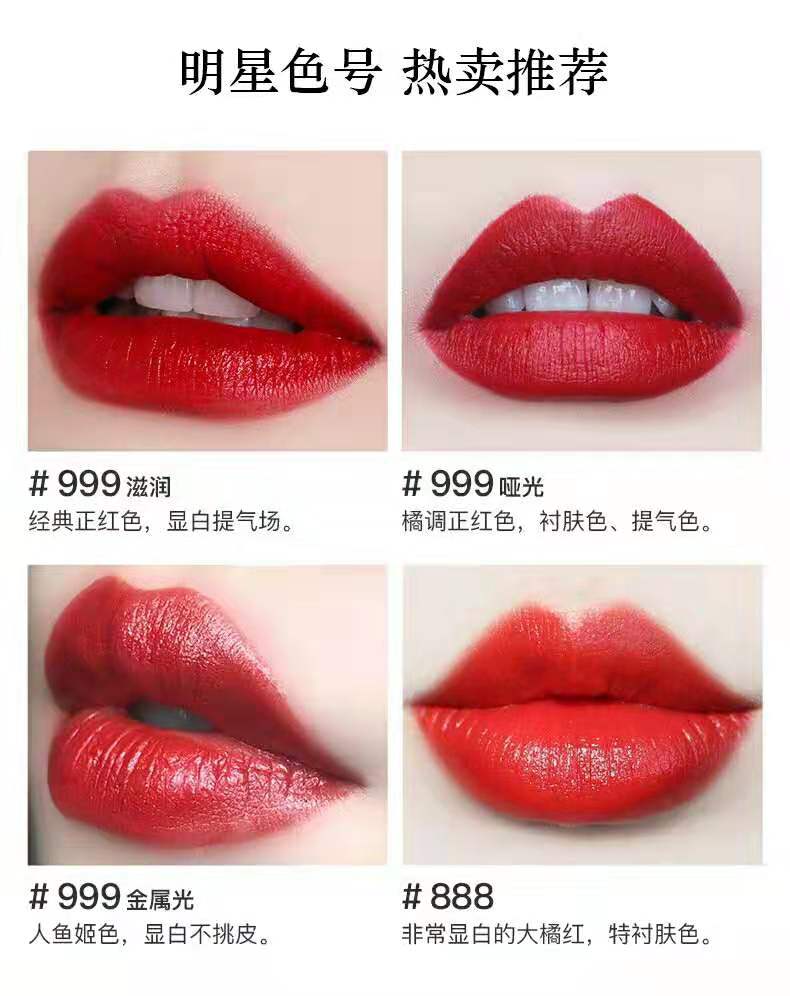 明星色号 热卖推荐
# 999 滋润
经典正红色，显白提气场。
# 999 哑光
橘调正红色，衬肤色、提气色。
# 999 金属光
人鱼姬色，显白不挑皮。
# 888
非常显白的大橘红，特衬肤色。